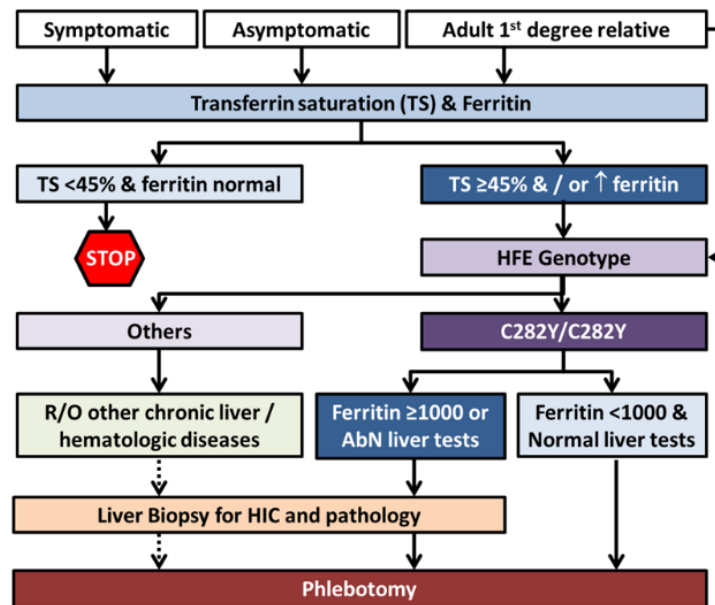 Symptomatic
Asymptomatic
Adult 1st degree relative
Transferrin saturation (TS) & Ferritin
TS <45% & ferritin normal
TS ≥45% & / or ↑ ferritin
STOP
HFE Genotype
Others
C282Y/C282Y
R/O other chronic liver /
hematologic diseases
Ferritin ≥1000 or
AbN liver tests
Ferritin <1000 &
Normal liver tests
Liver Biopsy for HIC and pathology
Phlebotomy